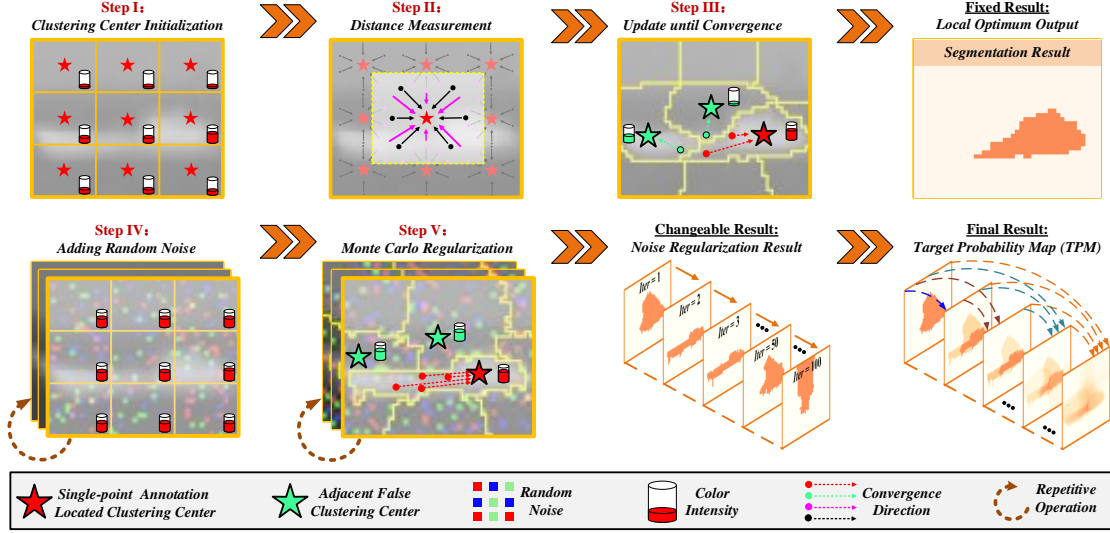 Step I:
Clustering Center Initialization
Step II:
Distance Measurement
Step III:
Update until Convergence
Fixed Result:
Local Optimum Output
Segmentation Result
Step IV:
Adding Random Noise
Step V:
Monte Carlo Regularization
Changeable Result:
Noise Regularization Result
Final Result:
Target Probability Map (TPM)
Iter = 1
Iter = 2
Iter = 3
Iter = 50
Iter = 100
Single-point Annotation
Located Clustering Center
Adjacent False
Clustering Center
Random
Noise
Color
Intensity
Convergence
Direction
Repetitive
Operation